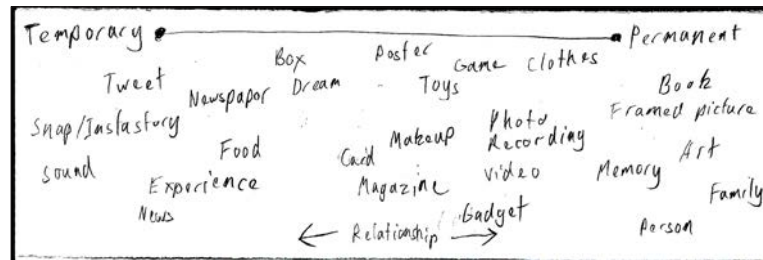 Temporary Permanent
Box Poster Game Clothes
Tweet Dream Toys Book
Newspapor Framed picture
Snap/Instastory Makeup Photo
Food Card Recording Art
Sound Experience Magazine Video Memory Family
News Gadget
Relationship Person